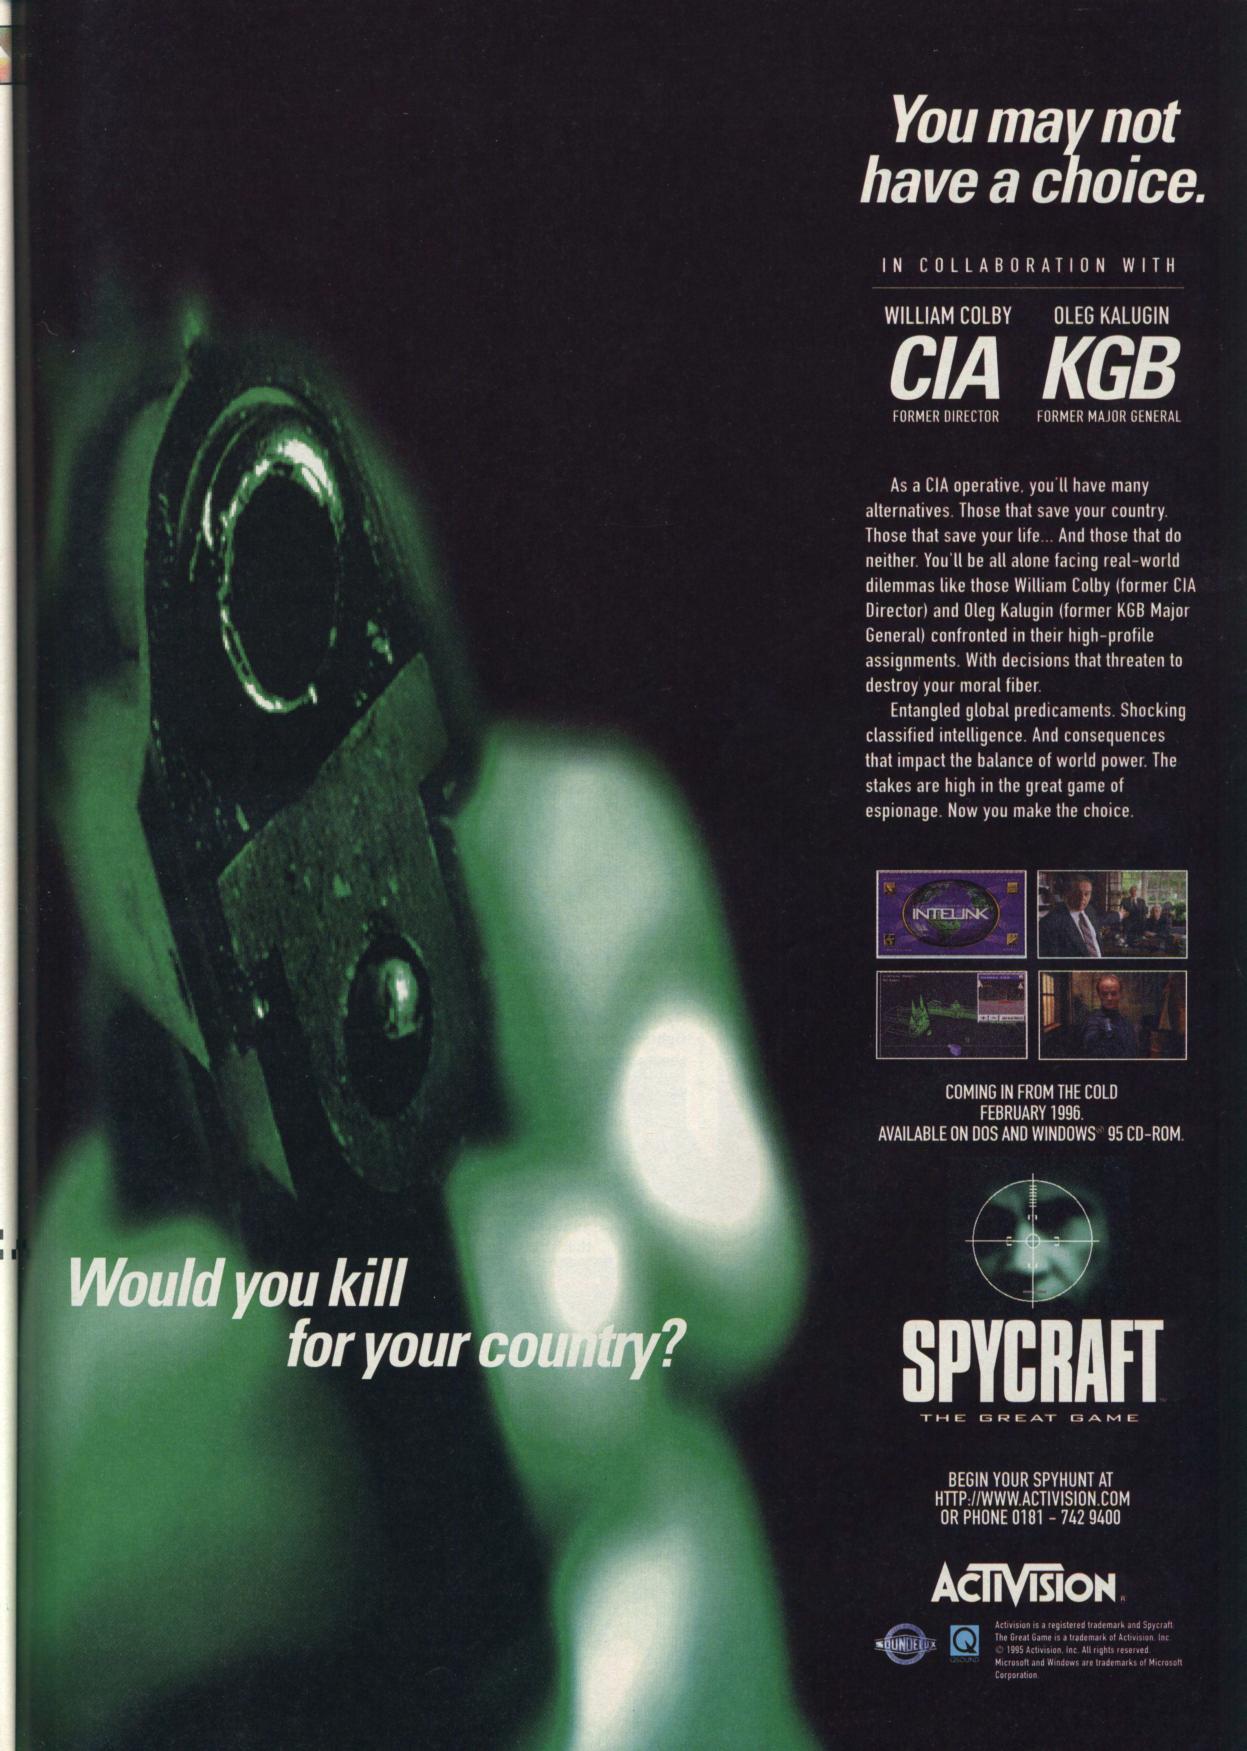 You may not
have a choice.
IN COLLABORATION WITH
WILLIAM COLBY
CIA
FORMER DIRECTOR
OLEG KALUGIN
KGB
FORMER MAJOR GENERAL
As a CIA operative, you'll have many
alternatives. Those that save your country.
Those that save your life... And those that do
neither. You'll be all alone facing real-world
dilemmas like those William Colby (former CIA
Director) and Oleg Kalugin (former KGB Major
General) confronted in their high-profile
assignments. With decisions that threaten to
destroy your moral fiber.
Entangled global predicaments. Shocking
classified intelligence. And consequences
that impact the balance of world power. The
stakes are high in the great game of
espionage. Now you make the choice.
INTELINK
COMING IN FROM THE COLD
FEBRUARY 1996.
AVAILABLE ON DOS AND WINDOWS® 95 CD-ROM.
Would you kill
for your country?
SPYCRAFT
THE GREAT GAME
BEGIN YOUR SPYHUNT AT
HTTP://WWW.ACTIVISION.COM
OR PHONE 0181 - 742 9400
ACTIVISION®
SOUNDELUX
Q
QSOUND
Activision is a registered trademark and Spycraft:
The Great Game is a trademark of Activision, Inc.
© 1995 Activision, Inc. All rights reserved.
Microsoft and Windows are trademarks of Microsoft
Corporation.